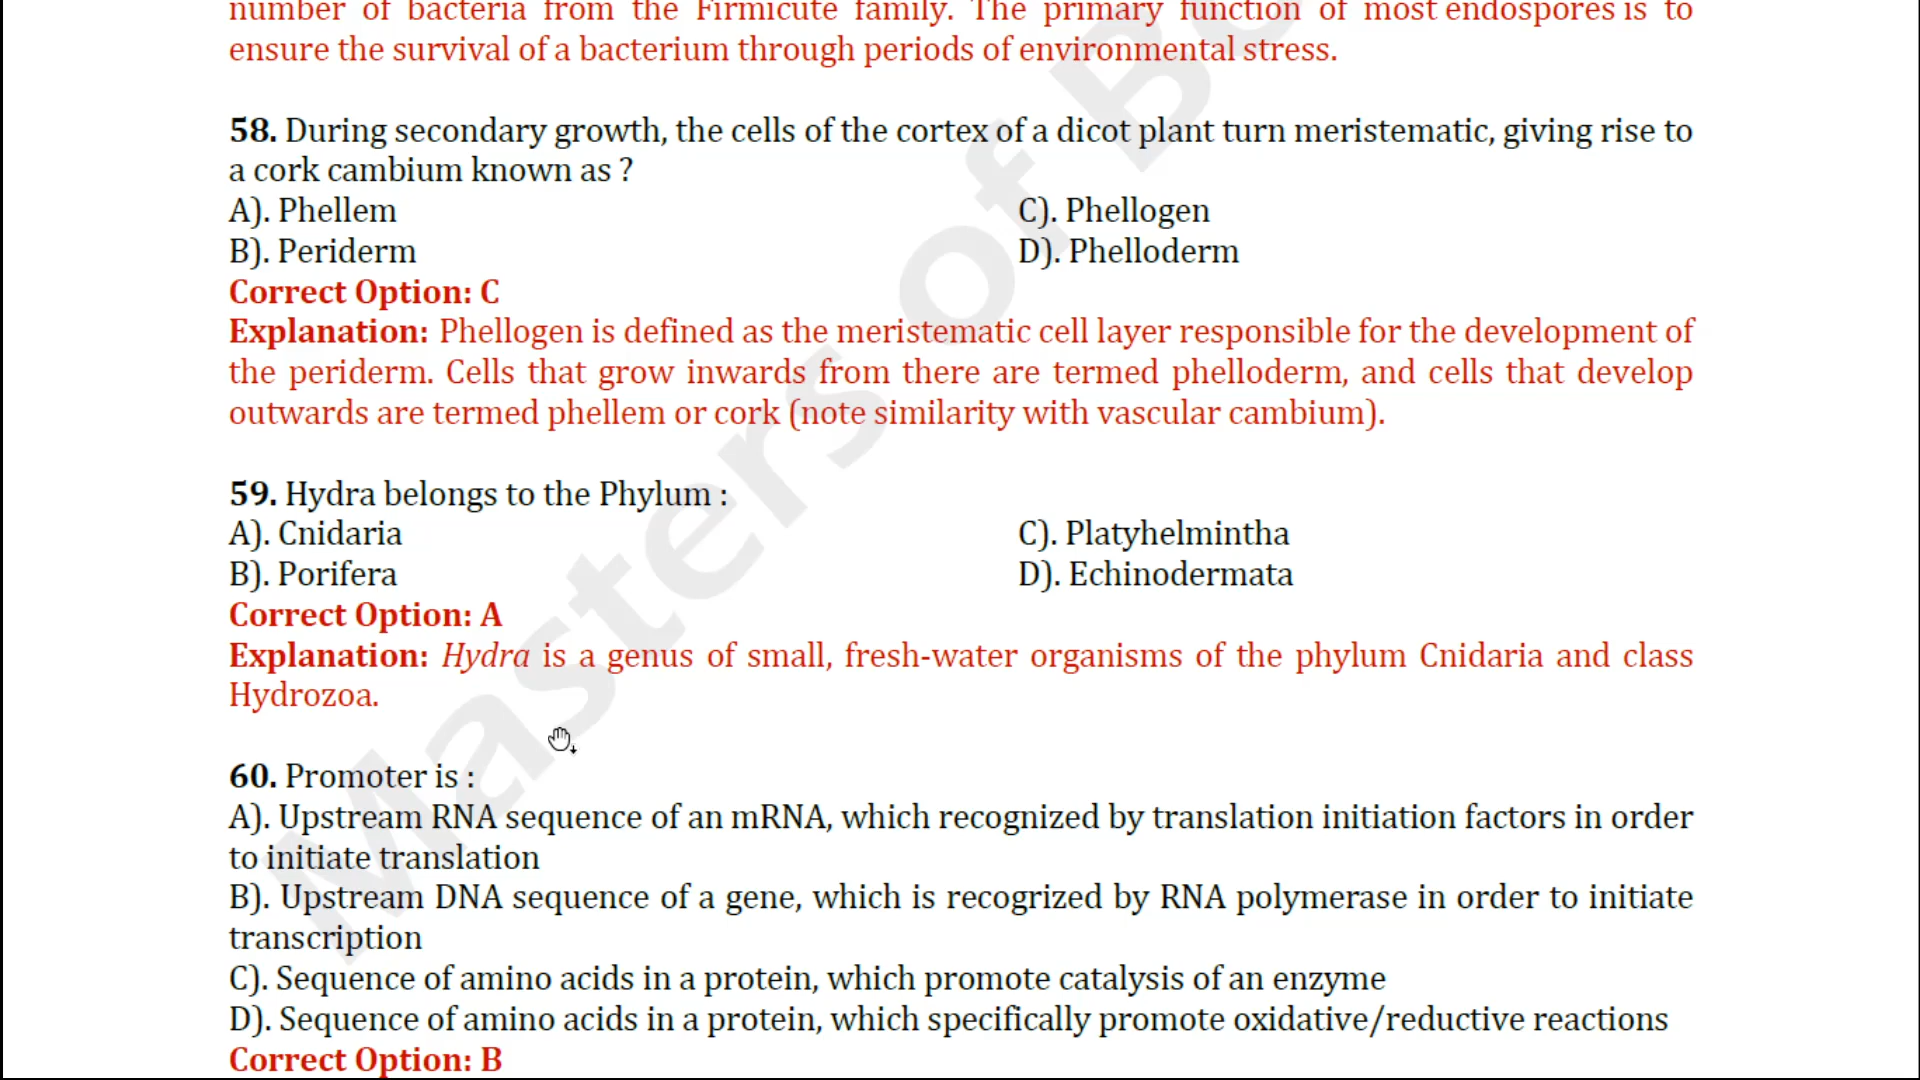 number of bacteria from the Firmicute family. The primary function of most endospores is to
ensure the survival of a bacterium through periods of environmental stress.
58. During secondary growth, the cells of the cortex of a dicot plant turn meristematic, giving rise to
a cork cambium known as ?
A). Phellem
C). Phellogen
B). Periderm
D). Phelloderm
Correct Option: C
Explanation: Phellogen is defined as the meristematic cell layer responsible for the development of
the periderm. Cells that grow inwards from there are termed phelloderm, and cells that develop
outwards are termed phellem or cork (note similarity with vascular cambium).
59. Hydra belongs to the Phylum :
A). Cnidaria
C). Platyhelmintha
B). Porifera
D). Echinodermata
Correct Option: A
Explanation: Hydra is a genus of small, fresh-water organisms of the phylum Cnidaria and class
Hydrozoa.
60. Promoter is :
A). Upstream RNA sequence of an mRNA, which recognized by translation initiation factors in order
to initiate translation
B). Upstream DNA sequence of a gene, which is recogrized by RNA polymerase in order to initiate
transcription
C). Sequence of amino acids in a protein, which promote catalysis of an enzyme
D). Sequence of amino acids in a protein, which specifically promote oxidative/reductive reactions
Correct Option: B
Masters of